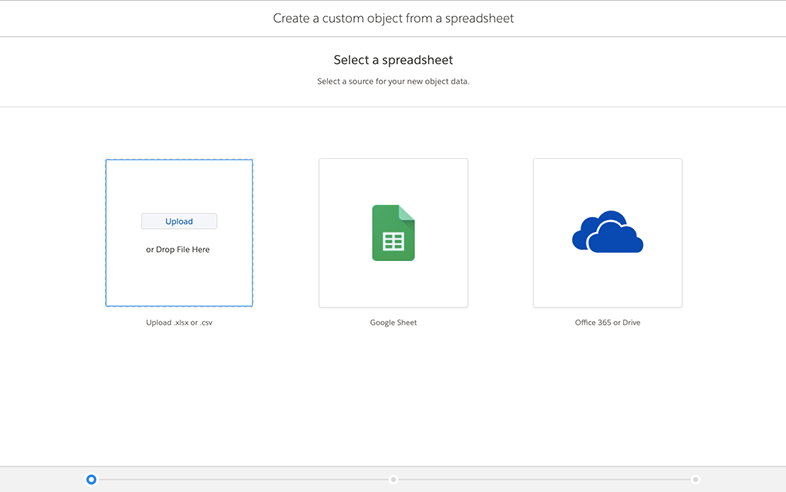 Create a custom object from a spreadsheet
Select a spreadsheet
Select a source for your new object data.
Upload
or Drop File Here
Upload .xlsx or .csv
Google Sheet
Office 365 or Drive